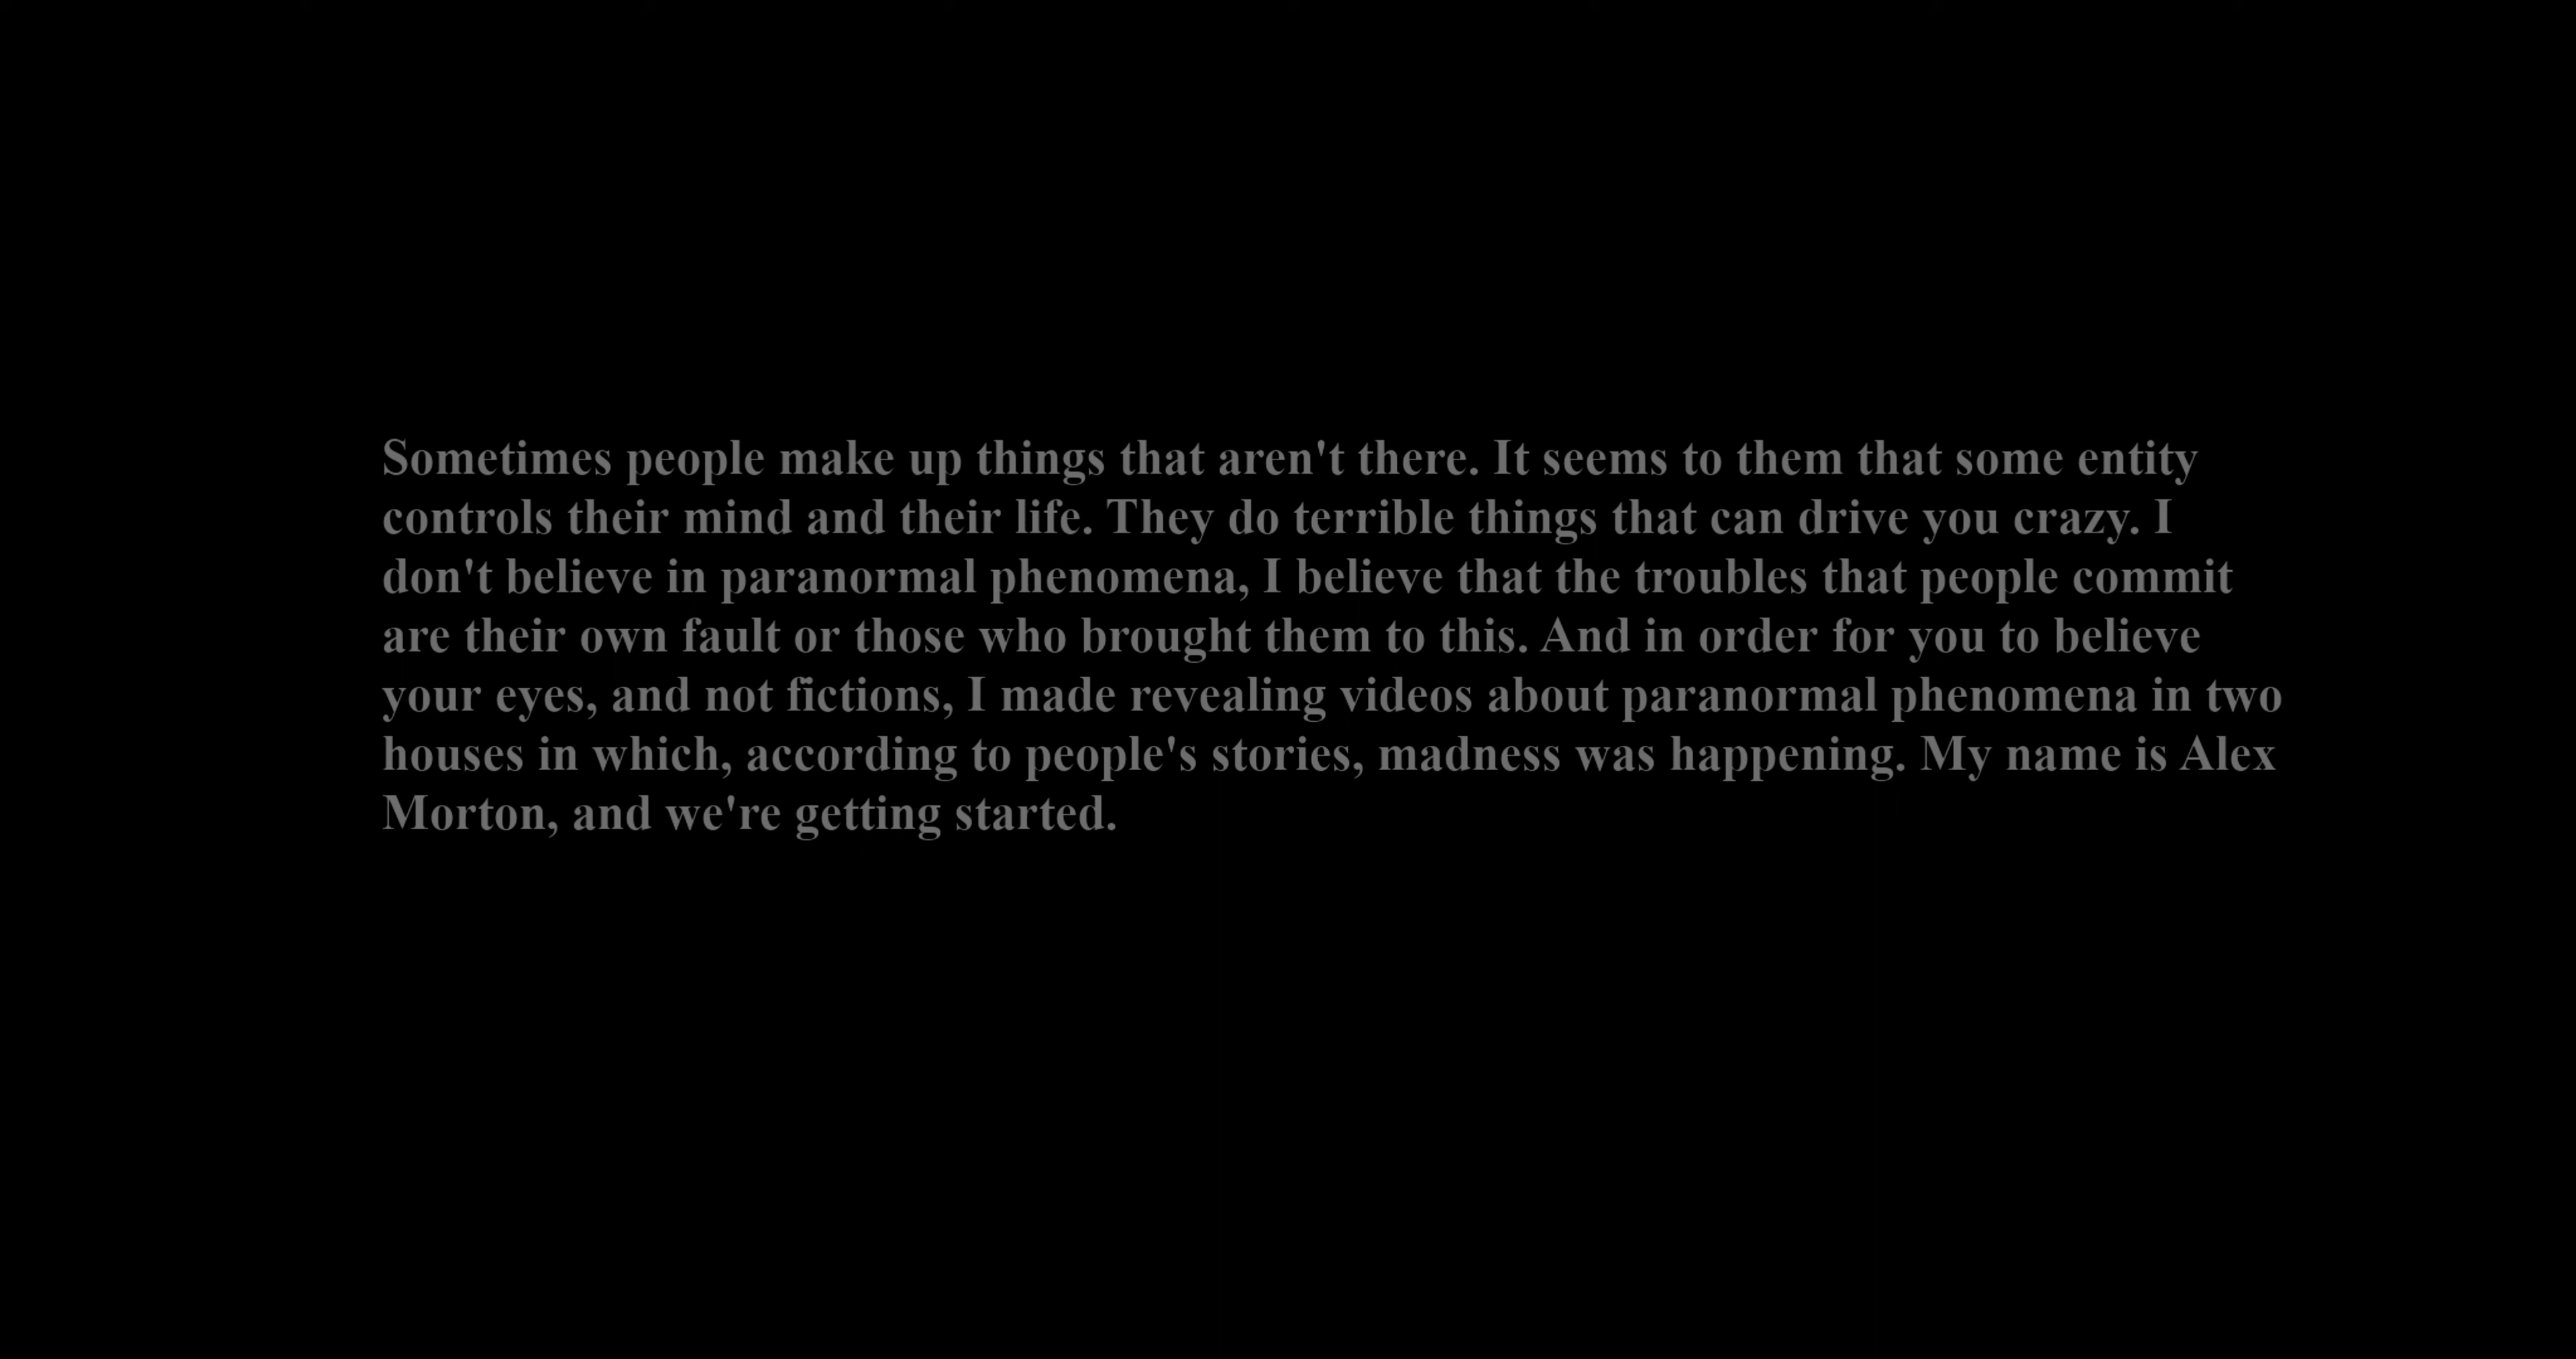 Sometimes people make up things that aren't there. It seems to them that some entity
controls their mind and their life. They do terrible things that can drive you crazy. I
don't believe in paranormal phenomena, I believe that the troubles that people commit
are their own fault or those who brought them to this. And in order for you to believe
your eyes, and not fictions, I made revealing videos about paranormal phenomena in two
houses in which, according to people's stories, madness was happening. My name is Alex
Morton, and we're getting started.